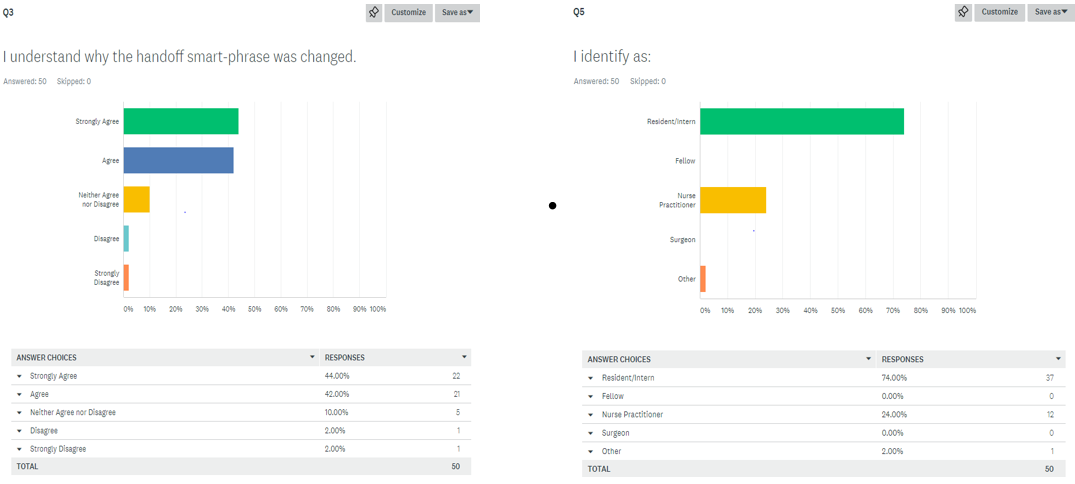 Q3
Customize
Save as
I understand why the handoff smart-phrase was changed.
Answered: 50 Skipped: 0
Strongly Agree
Agree
Neither Agree
nor Disagree
Disagree
Strongly
Disagree
0% 10% 20% 30% 40% 50% 60% 70% 80% 90% 100%
ANSWER CHOICES RESPONSES
Strongly Agree 44.00% 22
Agree 42.00% 21
Neither Agree nor Disagree 10.00% 5
Disagree 2.00% 1
Strongly Disagree 2.00% 1
TOTAL 50
Q5
Customize
Save as
I identify as:
Answered: 50 Skipped: 0
Resident/Intern
Fellow
Nurse
Practitioner
Surgeon
Other
0% 10% 20% 30% 40% 50% 60% 70% 80% 90% 100%
ANSWER CHOICES RESPONSES
Resident/Intern 74.00% 37
Fellow 0.00% 0
Nurse Practitioner 24.00% 12
Surgeon 0.00% 0
Other 2.00% 1
TOTAL 50